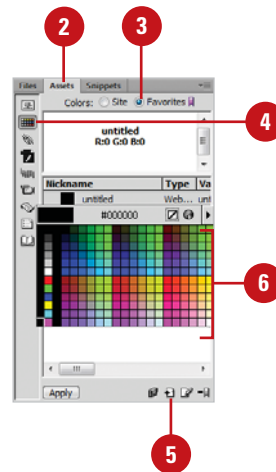 2
3
Files Assets Snippets
Colors: Site Favorites
4
untitled
R:0 G:0 B:0
Nickname Type Va
untitled Web... unt
#000000
6
Apply
5